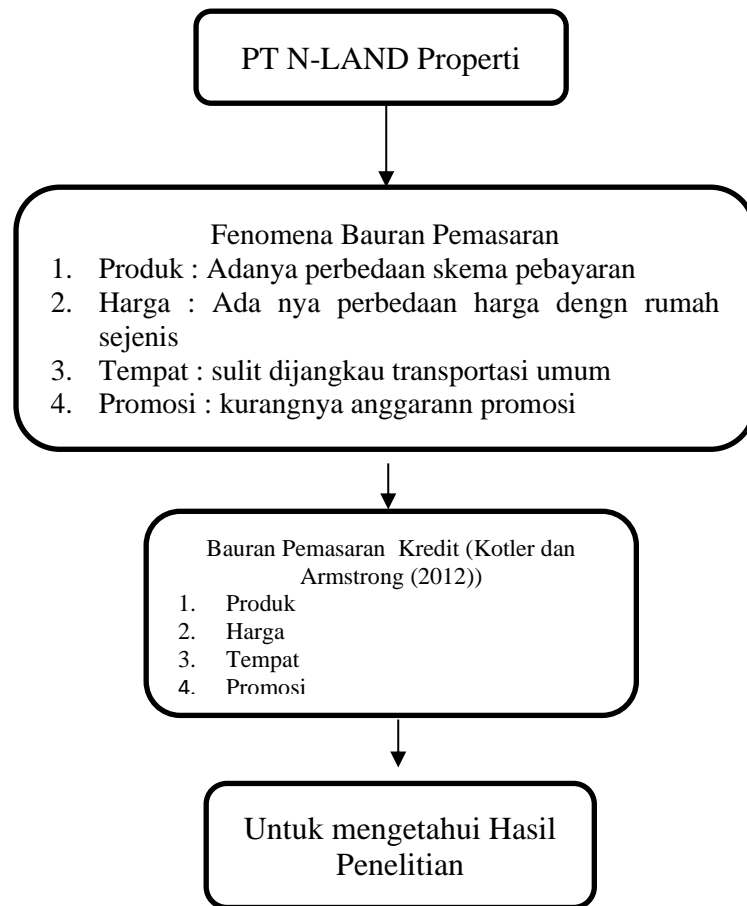 PT N-LAND Properti
Fenomena Bauran Pemasaran
1. Produk : Adanya perbedaan skema pebayaran
2. Harga : Ada nya perbedaan harga dengn rumah
sejenis
3. Tempat : sulit dijangkau transportasi umum
4. Promosi : kurangnya anggarann promosi
Bauran Pemasaran Kredit (Kotler dan
Armstrong (2012))
1. Produk
2. Harga
3. Tempat
4. Promosi
Untuk mengetahui Hasil
Penelitian